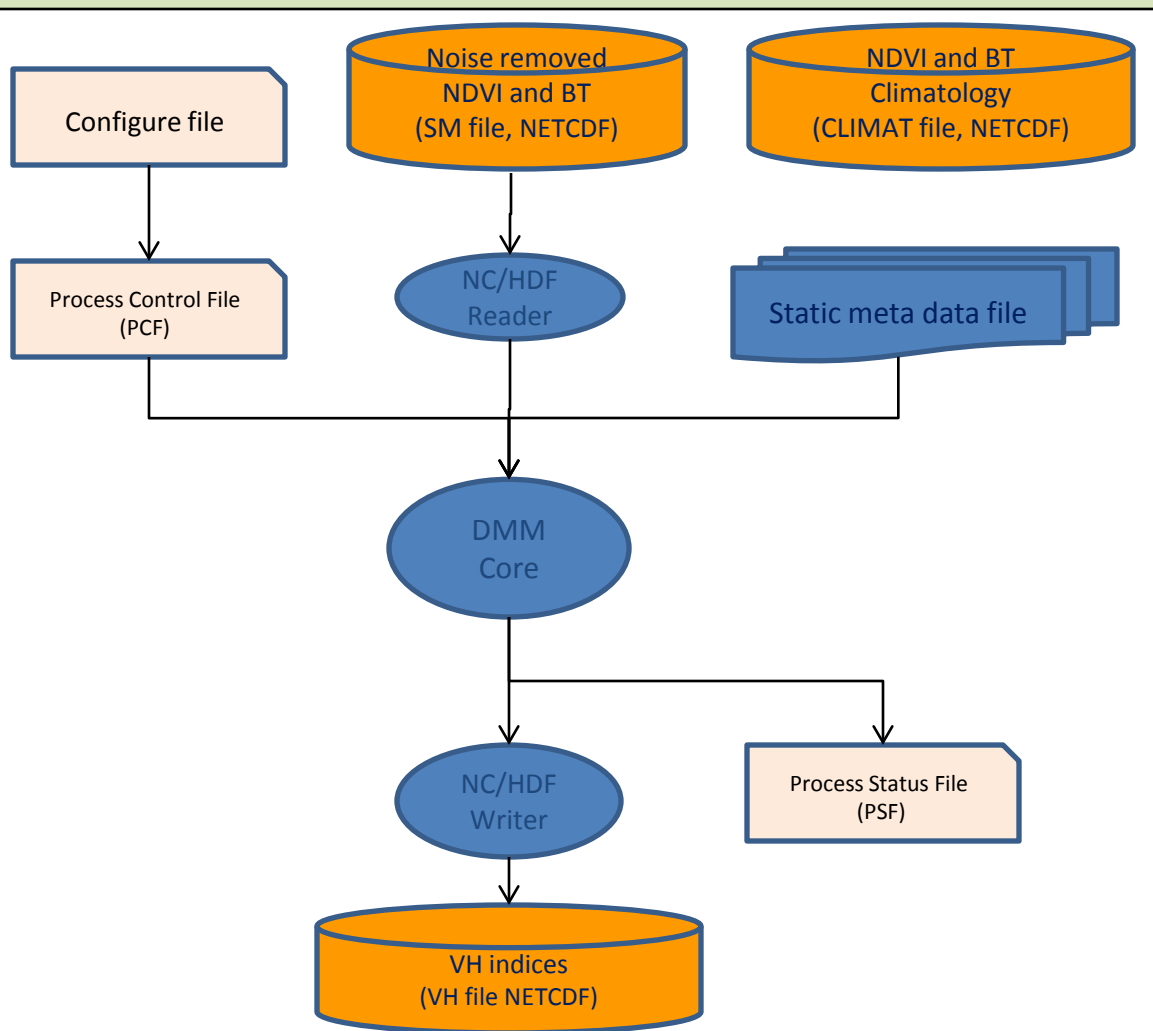 Configure file
Noise removed
NDVI and BT
(SM file, NETCDF)
NDVI and BT
Climatology
(CLIMAT file, NETCDF)
Process Control File
(PCF)
NC/HDF
Reader
Static meta data file
DMM
Core
NC/HDF
Writer
Process Status File
(PSF)
VH indices
(VH file NETCDF)